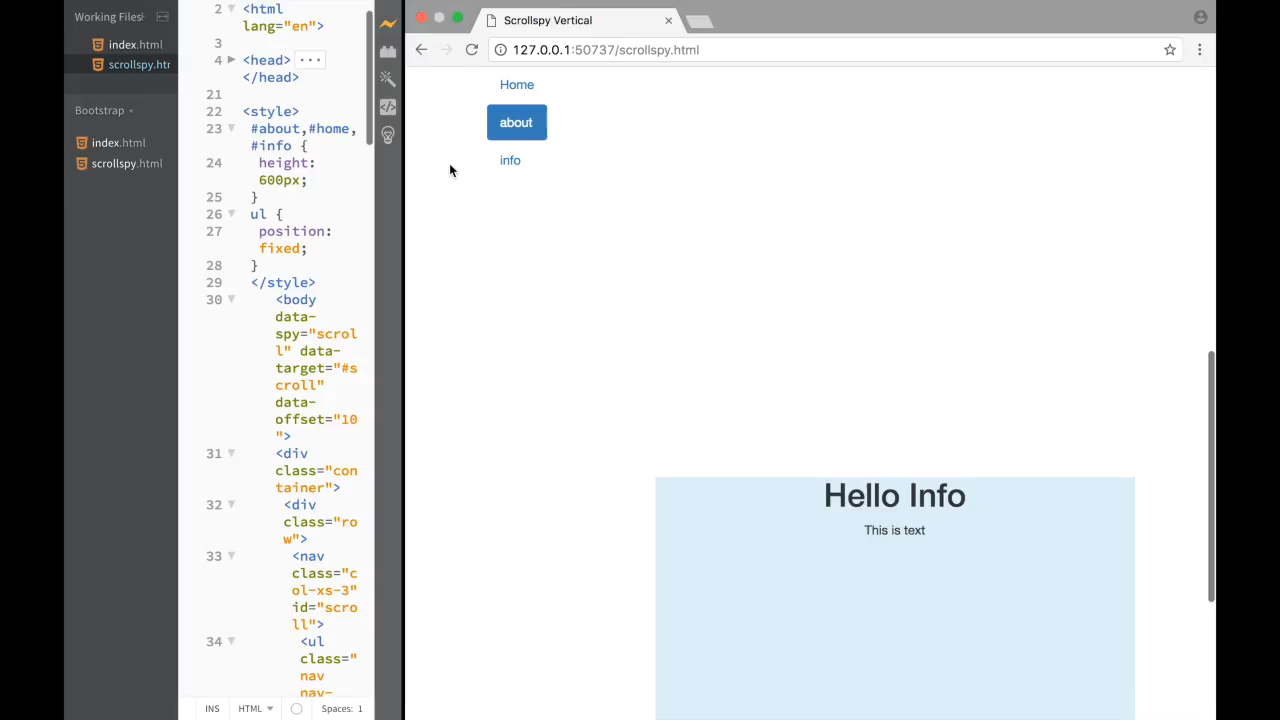 Working Files
index.html
scrollspy.htr
Bootstrap
index.html
scrollspy.html
2 <html
lang="en">
3
4 <head> ...
</head>
21
22 <style>
23 #about,#home,
#info {
24 height:
600px;
25 }
26 ul {
27 position:
fixed;
28 }
29 </style>
30 <body
data-
spy="scrol
l" data-
target="#s
croll"
data-
offset="10
">
31 <div
class="con
tainer">
32 <div
class="ro
w">
33 <nav
class="c
ol-xs-3"
id="scro
ll">
34 <ul
class="
nav
nav-
INS HTML Spaces: 1
Scrollspy Vertical
127.0.0.1:50737/scrollspy.html
Home
about
info
Hello Info
This is text